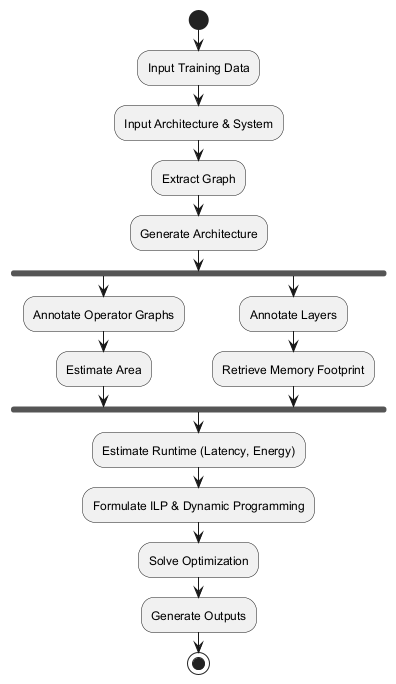 Input Training Data
Input Architecture & System
Extract Graph
Generate Architecture
Annotate Operator Graphs
Annotate Layers
Estimate Area
Retrieve Memory Footprint
Estimate Runtime (Latency, Energy)
Formulate ILP & Dynamic Programming
Solve Optimization
Generate Outputs